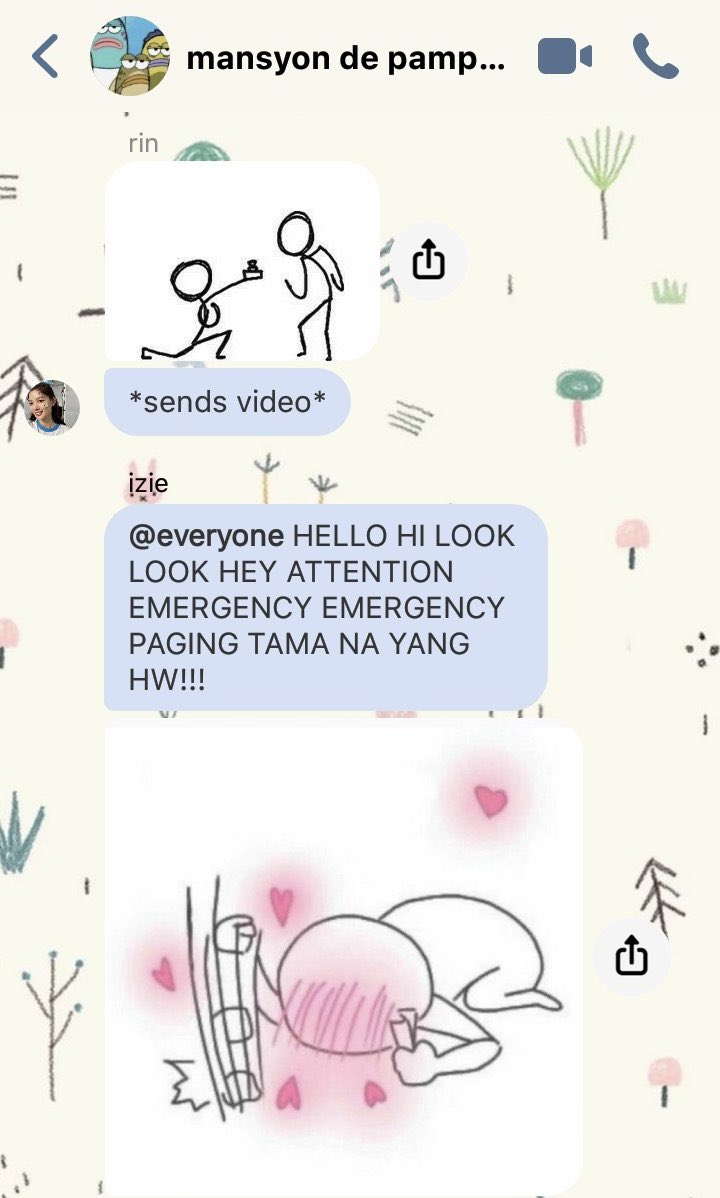 mansyon de pamp...
rin
*sends video*
izie
@everyone HELLO HI LOOK
LOOK HEY ATTENTION
EMERGENCY EMERGENCY
PAGING TAMA NA YANG
HW!!!